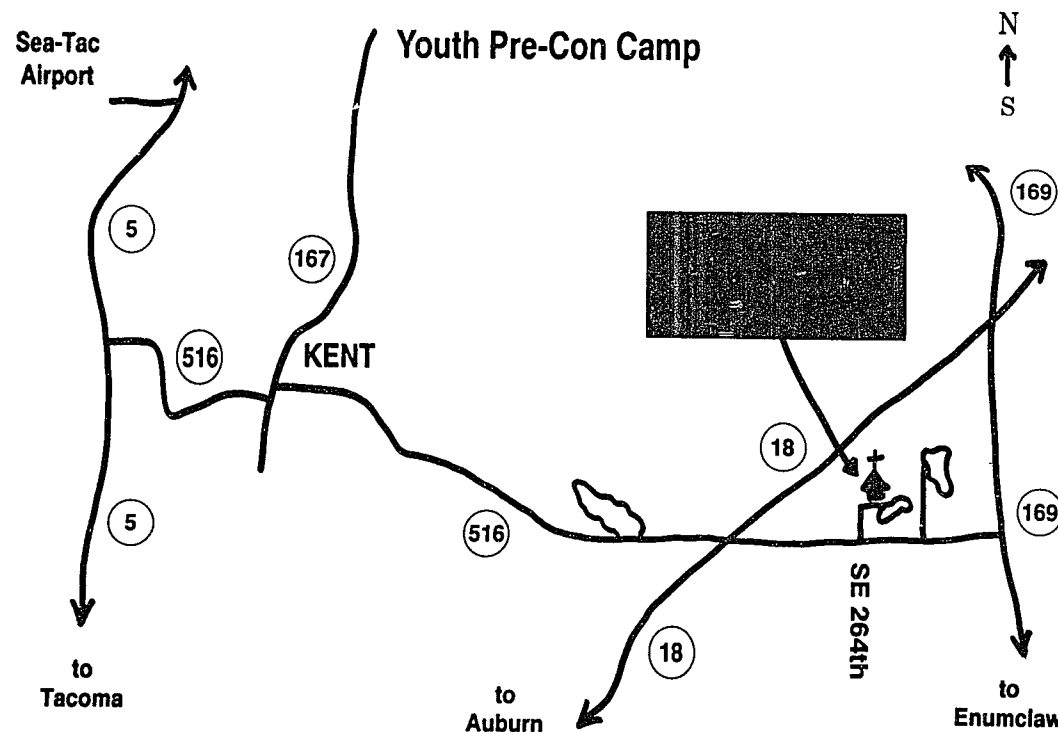 Sea-Tac
Airport
Youth Pre-Con Camp
N
S
169
5
167
516
KENT
18
5
516
169
SE 264th
18
to
Tacoma
to
Auburn
to
Enumclaw